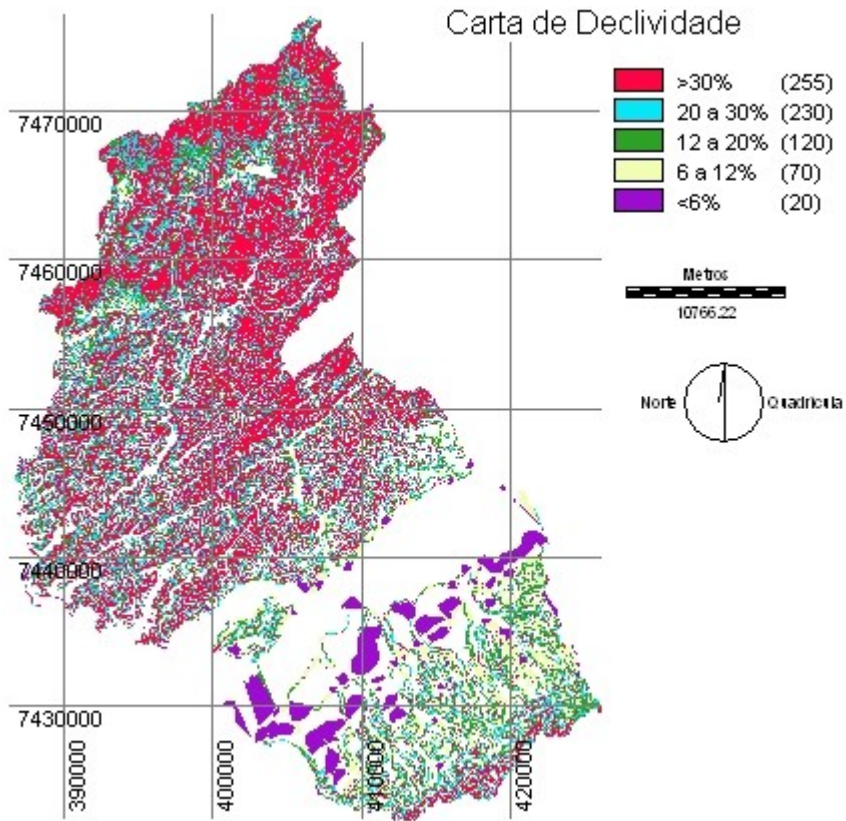 Carta de Declividade
>30% (255)
20 a 30% (230)
12 a 20% (120)
6 a 12% (70)
<6% (20)
Metros
10766.22
Norte
Quadrícula
7470000
7460000
7450000
7440000
7430000
390000
400000
410000
420000